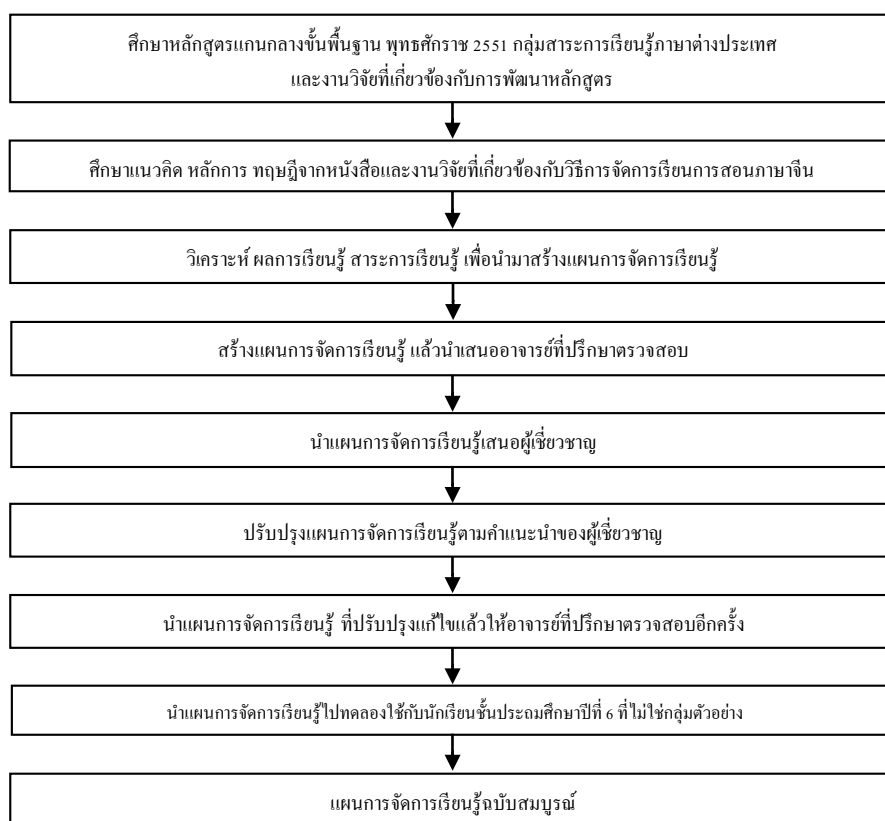 ศึกษาหลักสูตรแกนกลางขั้นพื้นฐาน พุทธศักราช 2551 กลุ่มสาระการเรียนรู้ภาษาต่างประเทศ
และงานวิจัยที่เกี่ยวข้องกับการพัฒนาหลักสูตร
ศึกษาแนวคิด หลักการ ทฤษฎีจากหนังสือและงานวิจัยที่เกี่ยวข้องกับวิธีการจัดการเรียนการสอนภาษาจีน
วิเคราะห์ ผลการเรียนรู้ สาระการเรียนรู้ เพื่อนำมาสร้างแผนการจัดการเรียนรู้
สร้างแผนการจัดการเรียนรู้ แล้วนำเสนออาจารย์ที่ปรึกษาตรวจสอบ
นำแผนการจัดการเรียนรู้เสนอผู้เชี่ยวชาญ
ปรับปรุงแผนการจัดการเรียนรู้ตามคำแนะนำของผู้เชี่ยวชาญ
นำแผนการจัดการเรียนรู้ ที่ปรับปรุงแก้ไขแล้วให้อาจารย์ที่ปรึกษาตรวจสอบอีกครั้ง
นำแผนการจัดการเรียนรู้ไปทดลองใช้กับนักเรียนชั้นประถมศึกษาปีที่ 6 ที่ไม่ใช่กลุ่มตัวอย่าง
แผนการจัดการเรียนรู้ฉบับสมบูรณ์